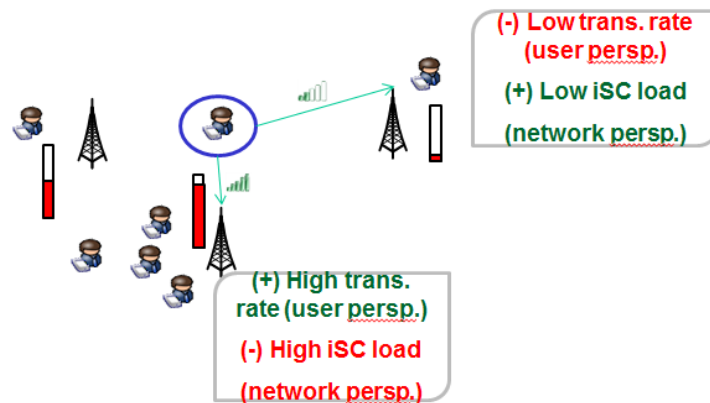 (-) Low trans. rate
(user persp.)
(+) Low iSC load
(network persp.)
(+) High trans.
rate (user persp.)
(-) High iSC load
(network persp.)